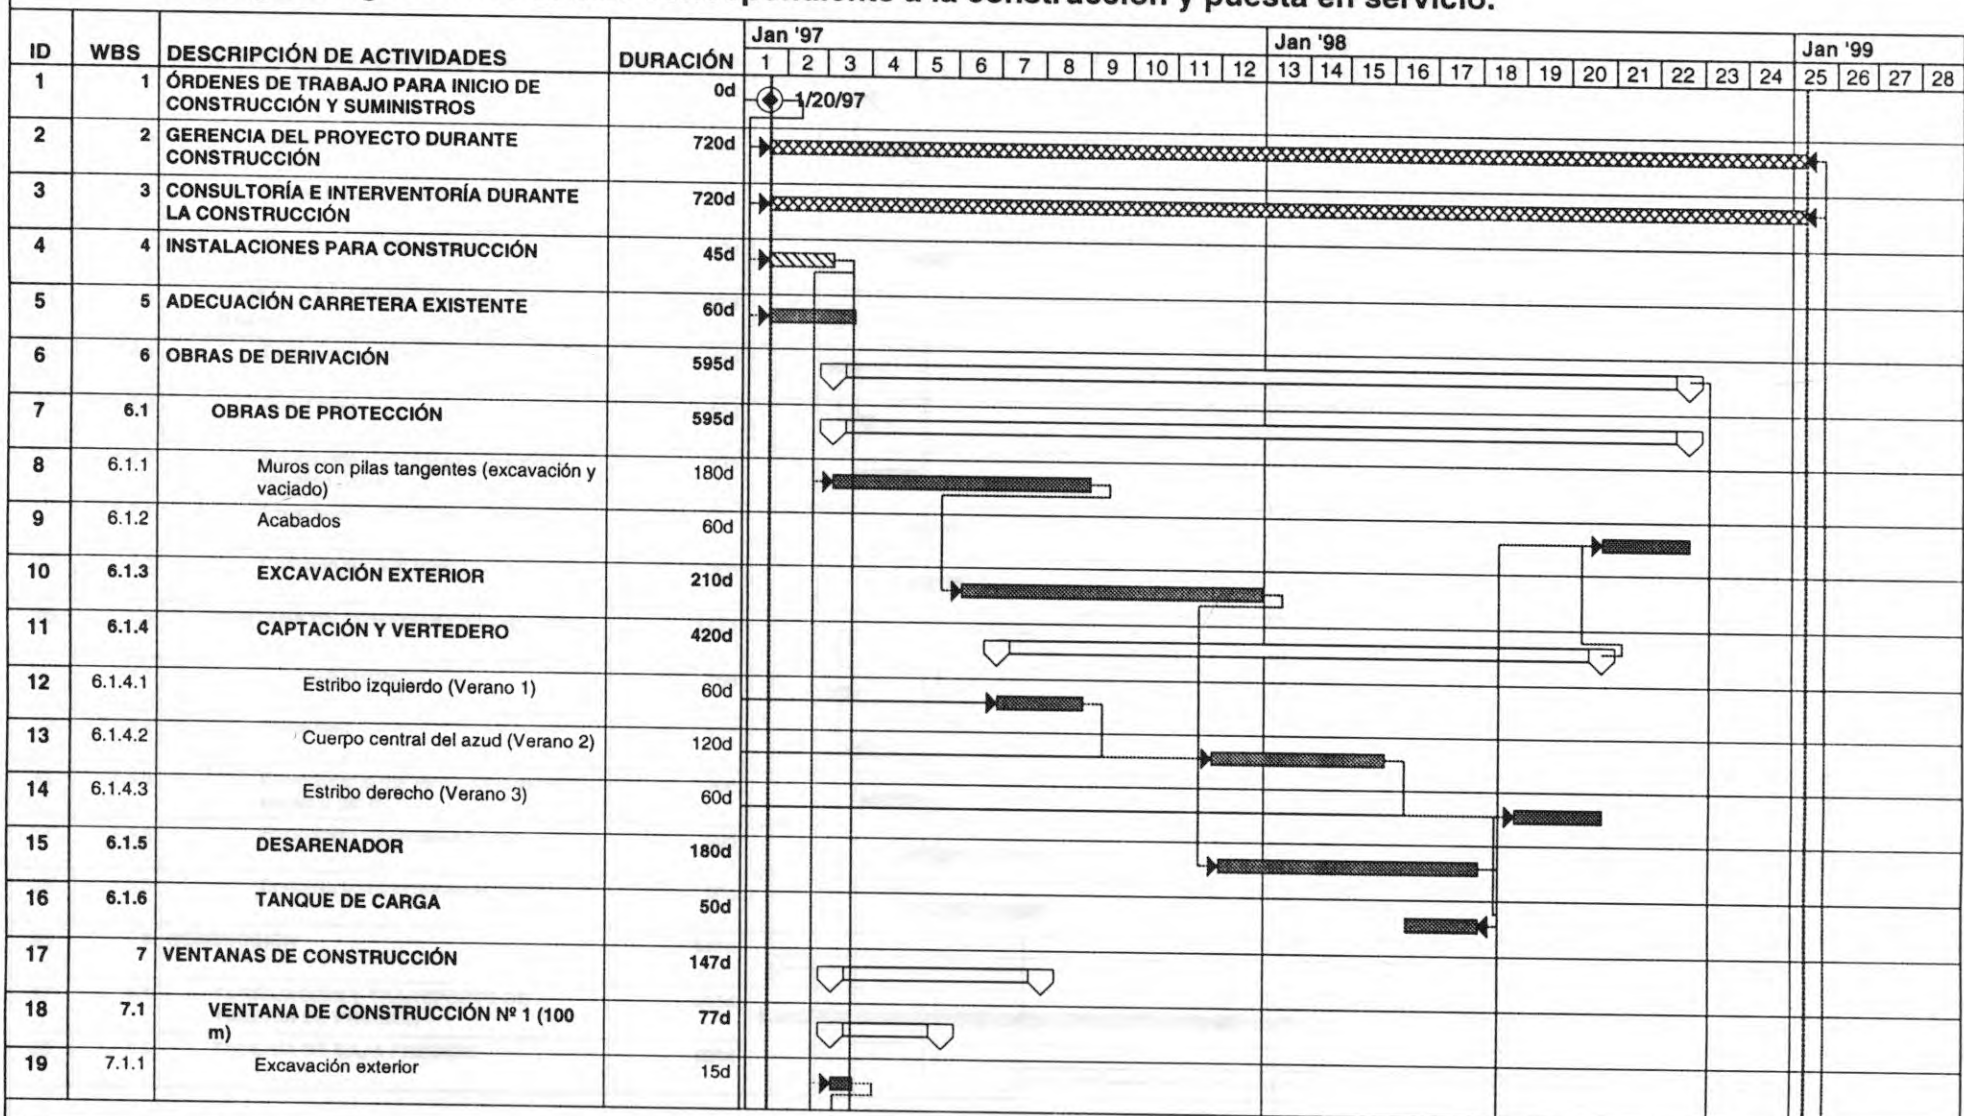 a la construcción y puesta en servicio.
ID WBS DESCRIPCIÓN DE ACTIVIDADES DURACIÓN Jan '97 Jan '98 Jan '99
1 2 3 4 5 6 7 8 9 10 11 12 13 14 15 16 17 18 19 20 21 22 23 24 25 26 27 28
1 1 ÓRDENES DE TRABAJO PARA INICIO DE 0d
CONSTRUCCIÓN Y SUMINISTROS 1/20/97
2 2 GERENCIA DEL PROYECTO DURANTE 720d
CONSTRUCCIÓN
3 3 CONSULTORÍA E INTERVENTORÍA DURANTE 720d
LA CONSTRUCCIÓN
4 4 INSTALACIONES PARA CONSTRUCCIÓN 45d
5 5 ADECUACIÓN CARRETERA EXISTENTE 60d
6 6 OBRAS DE DERIVACIÓN 595d
7 6.1 OBRAS DE PROTECCIÓN 595d
8 6.1.1 Muros con pilas tangentes (excavación y 180d
vaciado)
9 6.1.2 Acabados 60d
10 6.1.3 EXCAVACIÓN EXTERIOR 210d
11 6.1.4 CAPTACIÓN Y VERTEDERO 420d
12 6.1.4.1 Estribo izquierdo (Verano 1) 60d
13 6.1.4.2 Cuerpo central del azud (Verano 2) 120d
14 6.1.4.3 Estribo derecho (Verano 3) 60d
15 6.1.5 DESARENADOR 180d
16 6.1.6 TANQUE DE CARGA 50d
17 7 VENTANAS DE CONSTRUCCIÓN 147d
18 7.1 VENTANA DE CONSTRUCCIÓN Nº 1 (100 77d
m)
19 7.1.1 Excavación exterior 15d